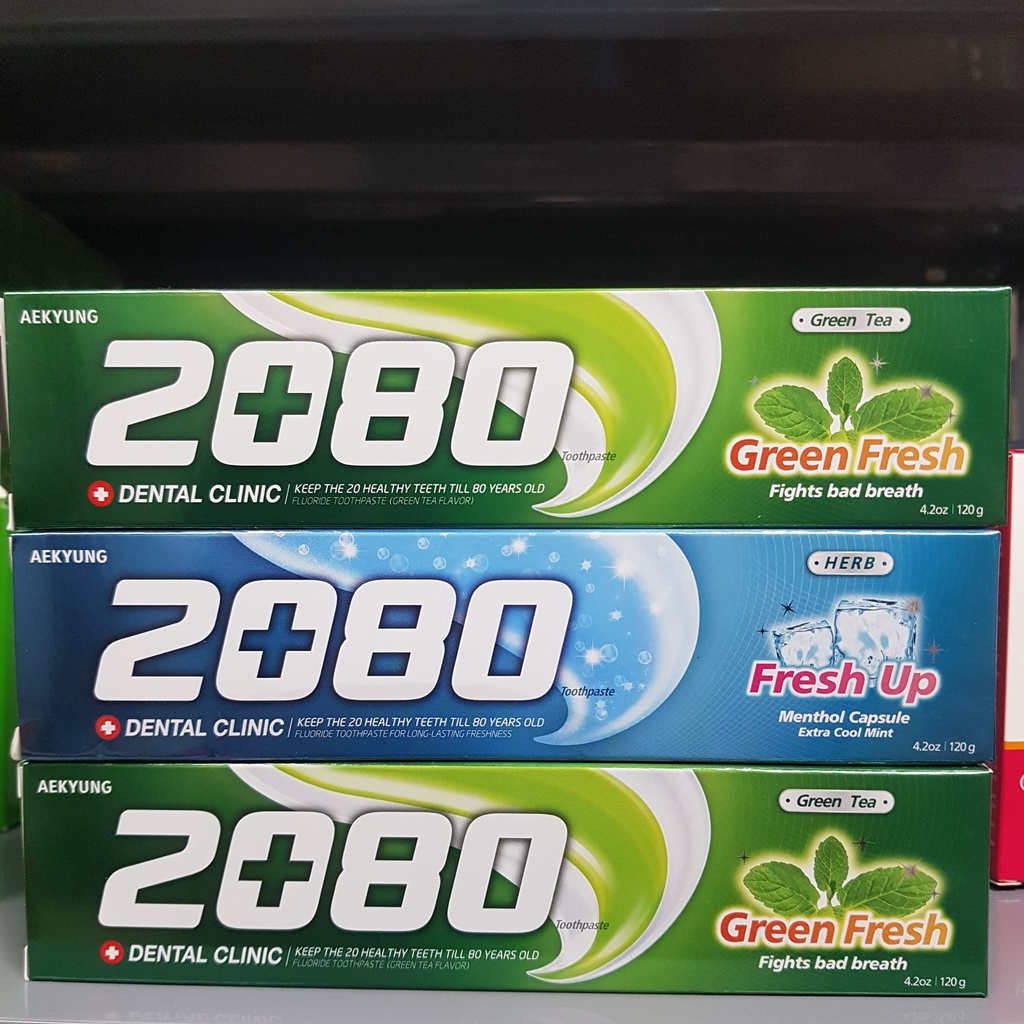 AEKYUNG
Green Tea
2080
Toothpaste
Green Fresh
DENTAL CLINIC | KEEP THE 20 HEALTHY TEETH TILL 80 YEARS OLD
FLUORIDE TOOTHPASTE (GREEN TEA FLAVOR)
Fights bad breath
4.2oz | 120g
AEKYUNG
HERB
2080
Toothpaste
Fresh Up
DENTAL CLINIC | KEEP THE 20 HEALTHY TEETH TILL 80 YEARS OLD
FLUORIDE TOOTHPASTE FOR LONG-LASTING FRESHNESS
Menthol Capsule
Extra Cool Mint
4.2oz | 120g
AEKYUNG
Green Tea
2080
Toothpaste
Green Fresh
DENTAL CLINIC | KEEP THE 20 HEALTHY TEETH TILL 80 YEARS OLD
FLUORIDE TOOTHPASTE (GREEN TEA FLAVOR)
Fights bad breath
4.2oz | 120g